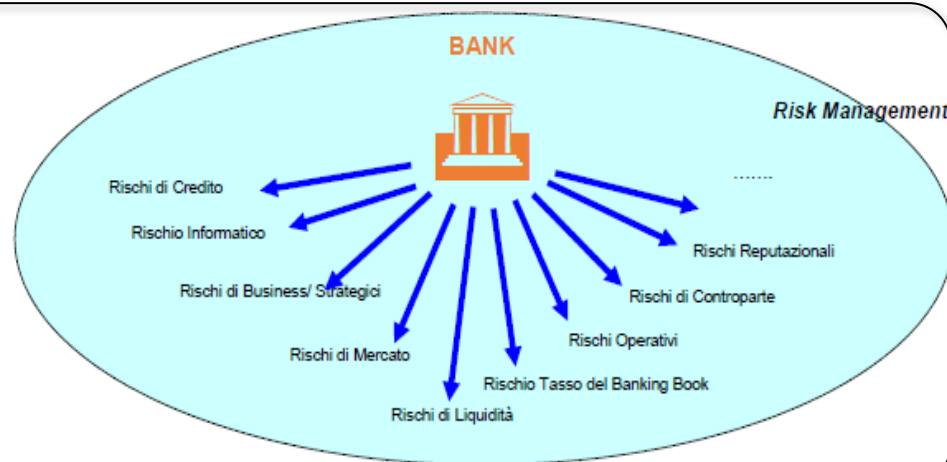 BANK
Risk Management
.......
Rischi di Credito
Rischio Informatico
Rischi Reputazionali
Rischi di Business/ Strategici
Rischi di Controparte
Rischi Operativi
Rischi di Mercato
Rischio Tasso del Banking Book
Rischi di Liquidità